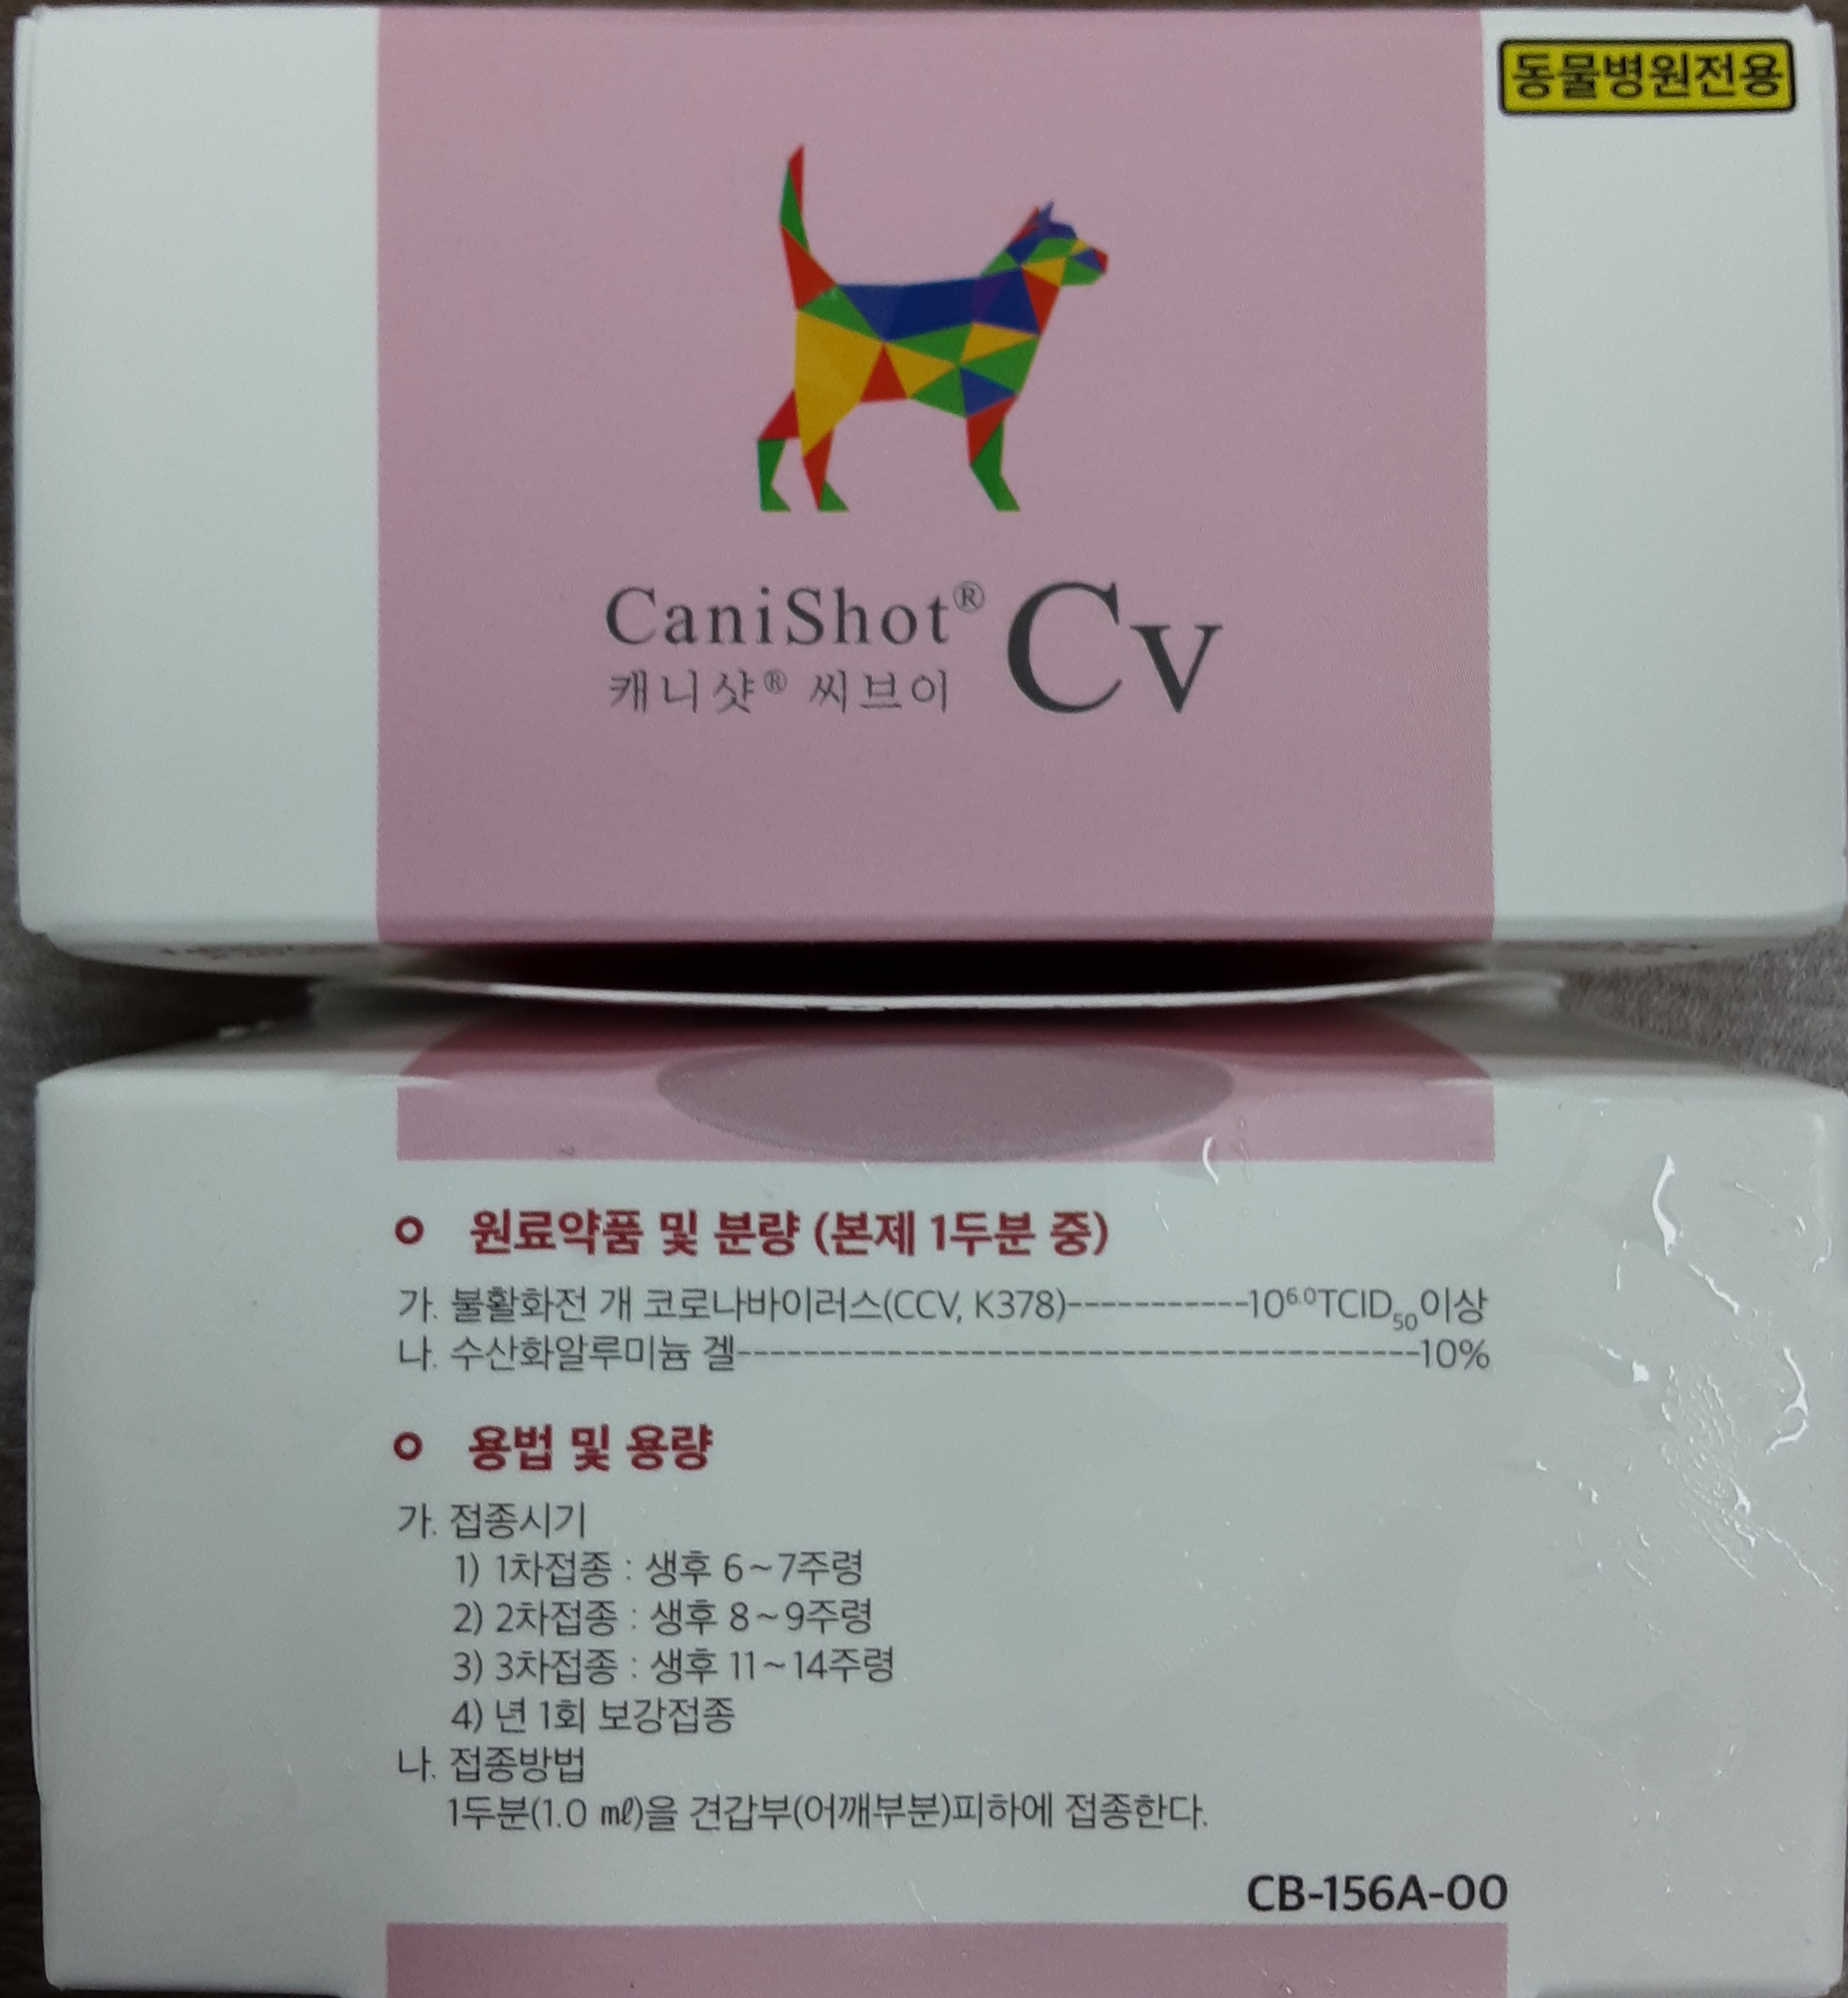 동물병원전용
CaniShot® Cv
캐니샷® 씨브이
ㅇ 원료약품 및 분량 (본제 1두분 중)
가. 불활화전 개 코로나바이러스(CCV, K378)-----------10⁶·⁰TCID₅₀이상
나. 수산화알루미늄 겔-----------------------------------------10%
ㅇ 용법 및 용량
가. 접종시기
1) 1차접종 : 생후 6~7주령
2) 2차접종 : 생후 8~9주령
3) 3차접종 : 생후 11~14주령
4) 년 1회 보강접종
나. 접종방법
1두분(1.0 ㎖)을 견갑부(어깨부분)피하에 접종한다.
CB-156A-00